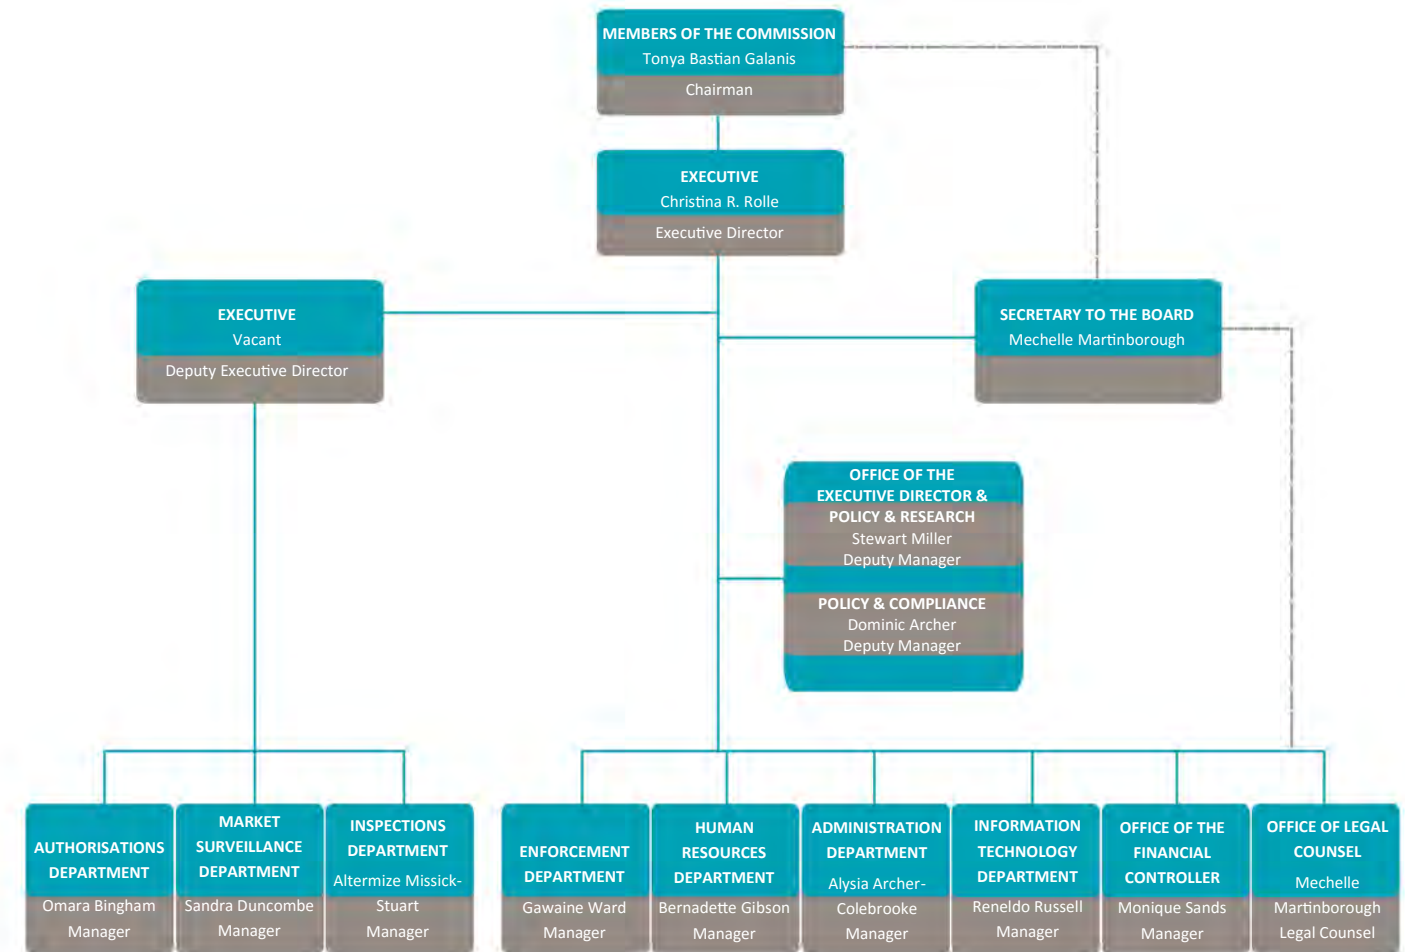 MEMBERS OF THE COMMISSION
Tonya Bastian Galanis
Chairman
EXECUTIVE
Christina R. Rolle
Executive Director
EXECUTIVE
Vacant
Deputy Executive Director
SECRETARY TO THE BOARD
Mechelle Martinborough
OFFICE OF THE
EXECUTIVE DIRECTOR &
POLICY & RESEARCH
Stewart Miller
Deputy Manager
POLICY & COMPLIANCE
Dominic Archer
Deputy Manager
AUTHORISATIONS
DEPARTMENT
Omara Bingham
Manager
MARKET
SURVEILLANCE
DEPARTMENT
Sandra Duncombe
Manager
INSPECTIONS
DEPARTMENT
Altermize Missick-
Stuart
Manager
ENFORCEMENT
DEPARTMENT
Gawaine Ward
Manager
HUMAN
RESOURCES
DEPARTMENT
Bernadette Gibson
Manager
ADMINISTRATION
DEPARTMENT
Alysia Archer-
Colebrooke
Manager
INFORMATION
TECHNOLOGY
DEPARTMENT
Reneldo Russell
Manager
OFFICE OF THE
FINANCIAL
CONTROLLER
Monique Sands
Manager
OFFICE OF LEGAL
COUNSEL
Mechelle
Martinborough
Legal Counsel